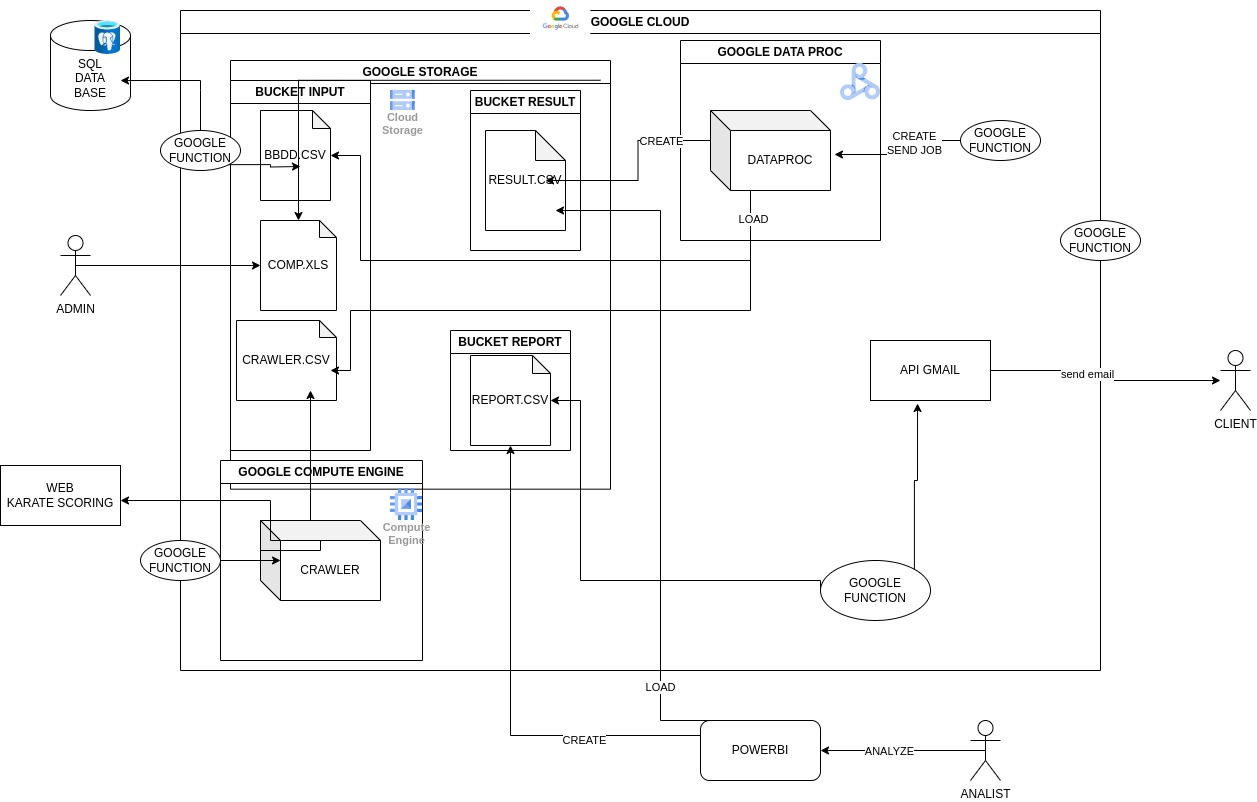 GOOGLE CLOUD
Google Cloud
SQL
DATA
BASE
GOOGLE STORAGE
GOOGLE DATA PROC
BUCKET INPUT
Cloud
Storage
BUCKET RESULT
GOOGLE
FUNCTION
BBDD.CSV
RESULT.CSV
CREATE
DATAPROC
CREATE
SEND JOB
GOOGLE
FUNCTION
LOAD
GOOGLE
FUNCTION
COMP.XLS
ADMIN
CRAWLER.CSV
BUCKET REPORT
REPORT.CSV
API GMAIL
send email
CLIENT
GOOGLE COMPUTE ENGINE
WEB
KARATE SCORING
Compute
Engine
GOOGLE
FUNCTION
CRAWLER
GOOGLE
FUNCTION
LOAD
CREATE
POWERBI
ANALYZE
ANALIST